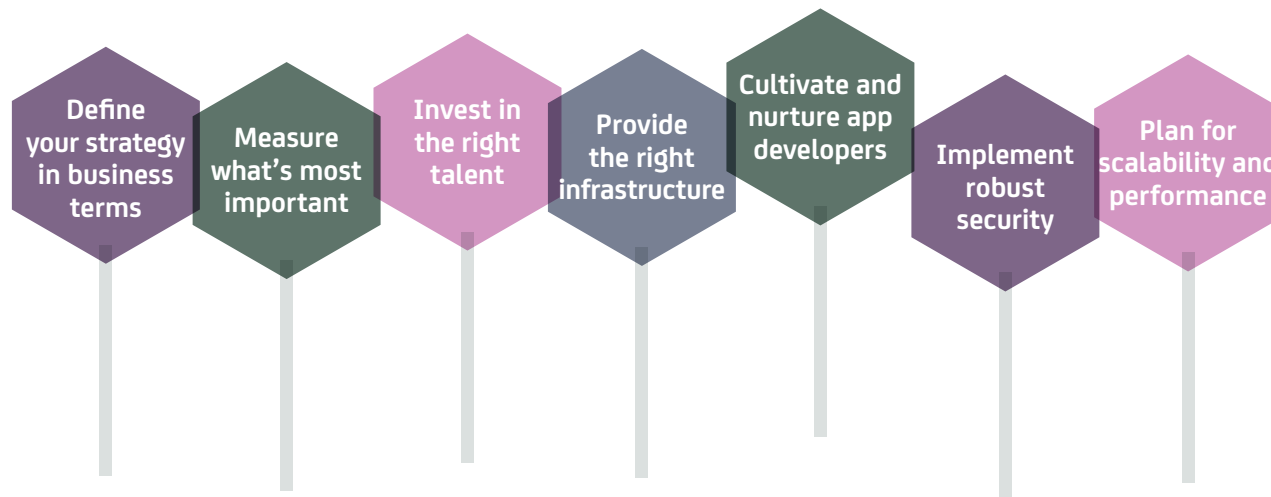 Define
your strategy
in business
terms
Measure
what's most
important
Invest in
the right
talent
Provide
the right
infrastructure
Cultivate and
nurture app
developers
Implement
robust
security
Plan for
scalability and
performance